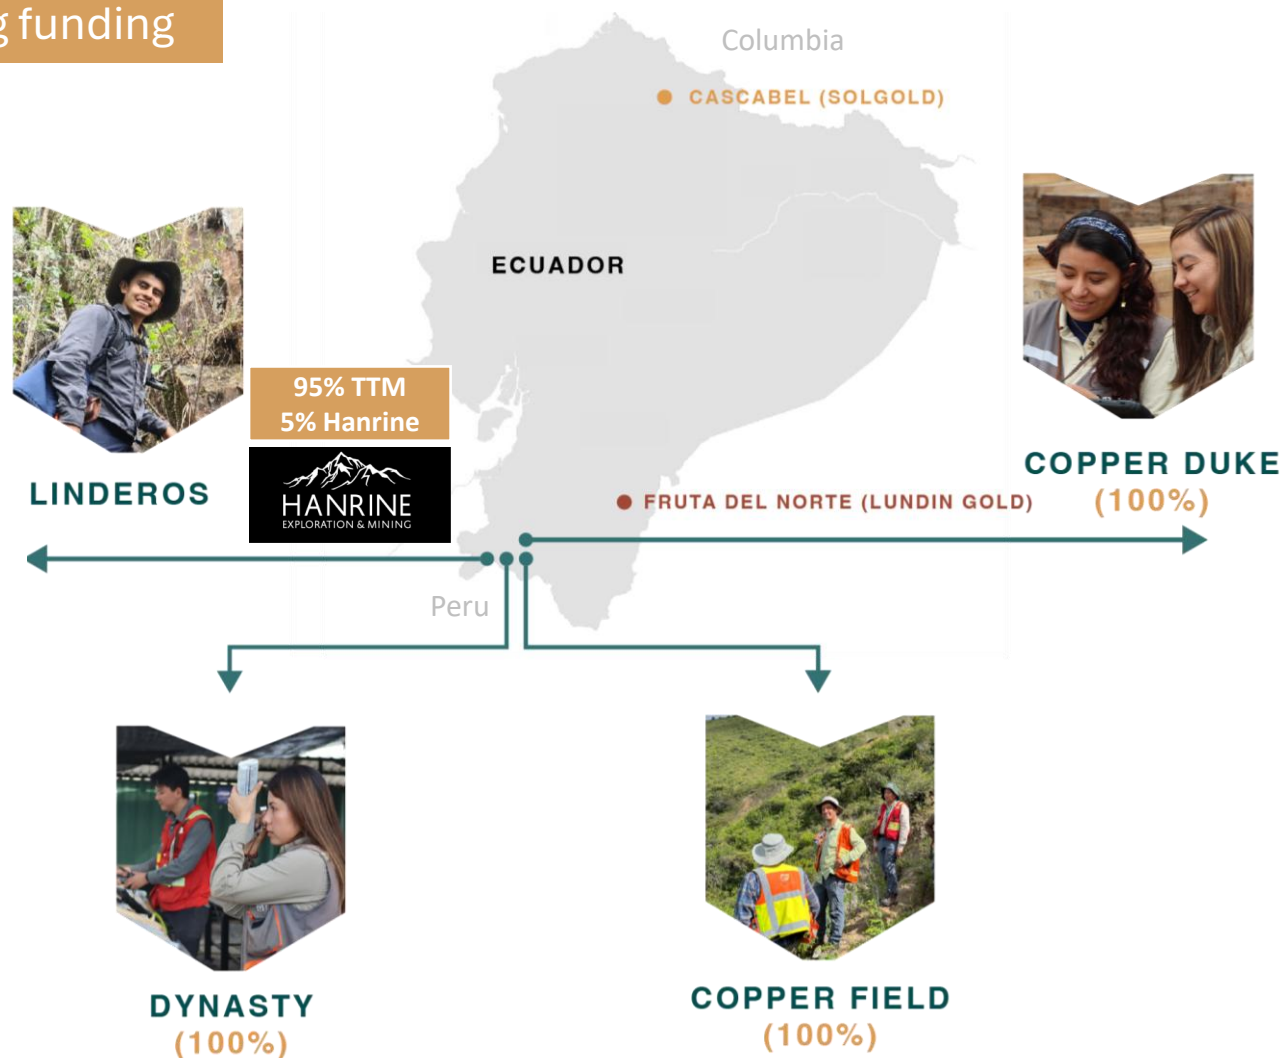 g funding
Columbia
CASCABEL (SOLGOLD)
ECUADOR
95% TTM
5% Hanrine
HANRINE
EXPLORATION & MINING
LINDEROS
COPPER DUKE
(100%)
FRUTA DEL NORTE (LUNDIN GOLD)
Peru
DYNASTY
(100%)
COPPER FIELD
(100%)